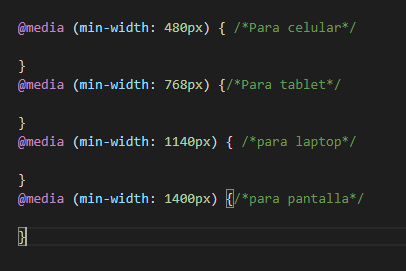 @media (min-width: 480px) { /*Para celular*/
}
@media (min-width: 768px) {/*Para tablet*/
}
@media (min-width: 1140px) { /*para laptop*/
}
@media (min-width: 1400px) {/*para pantalla*/
}